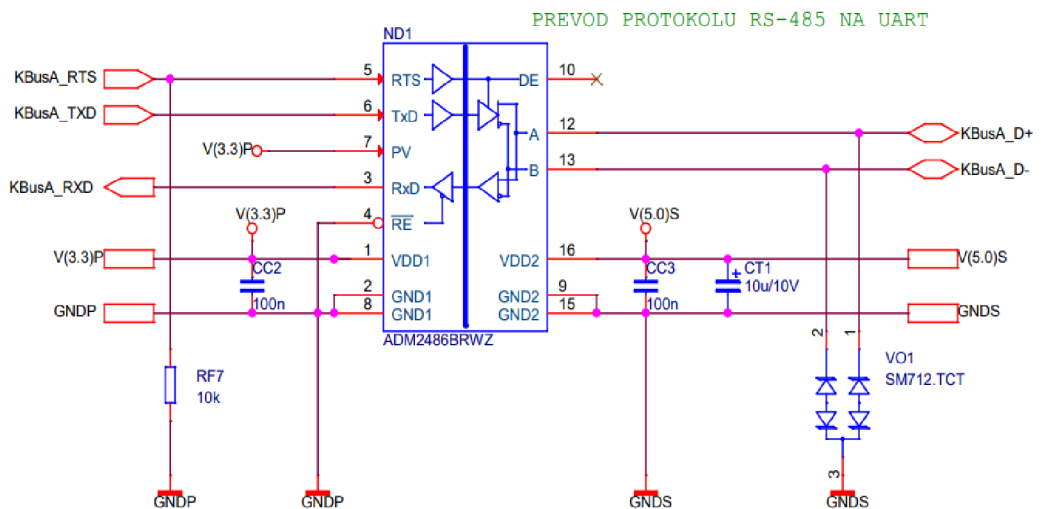 PREVOD PROTOKOLU RS-485 NA UART
ND1
KBusA_RTS
5
RTS
DE
10
KBusA_TXD
6
TxD
A
12
KBusA_D+
V(3.3)P
7
PV
B
13
KBusA_D-
KBusA_RXD
3
RxD
V(3.3)P
4
RE
V(5.0)S
V(3.3)P
1
VDD1
VDD2
16
V(5.0)S
CC2
100n
CC3
100n
CT1
+
10u/10V
GNDP
2
GND1
GND2
9
8
GND1
GND2
15
GNDS
ADM2486BRWZ
2
1
VO1
SM712.TCT
RF7
10k
3
GNDP
GNDP
GNDS
GNDS